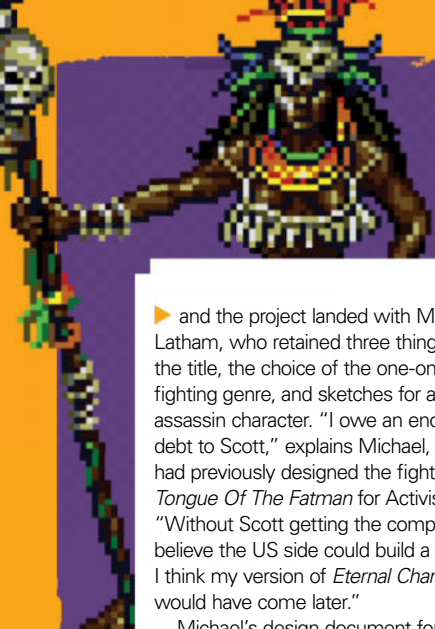 and the project landed with M
Latham, who retained three thing
the title, the choice of the one-on
fighting genre, and sketches for a
assassin character. “I owe an eno
debt to Scott,” explains Michael,
had previously designed the fight
Tongue Of The Fatman for Activis
“Without Scott getting the comp
believe the US side could build a
I think my version of Eternal Char
would have come later.”
Michael’s design document for